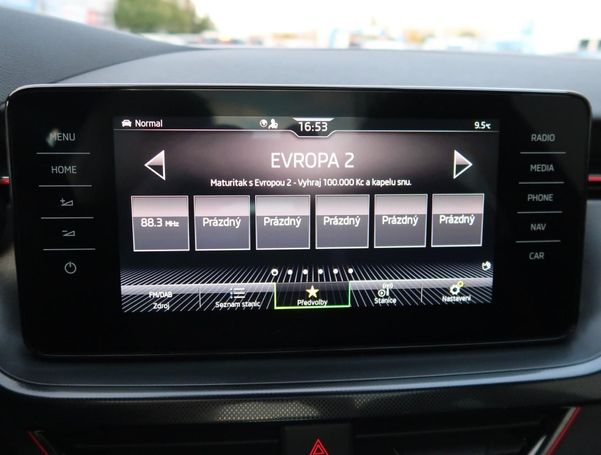 MENU
HOME
Normal
16:53
9.5°C
EVROPA 2
Maturitak s Evropou 2 - Vyhraj 100.000 Kc a kapelu snu.
88.3 MHz
Prázdný
Prázdný
Prázdný
Prázdný
Prázdný
FM/DAB
Zdroj
Seznam stanic
Předvolby
Stanice
Nastavení
RADIO
MEDIA
PHONE
NAV
CAR